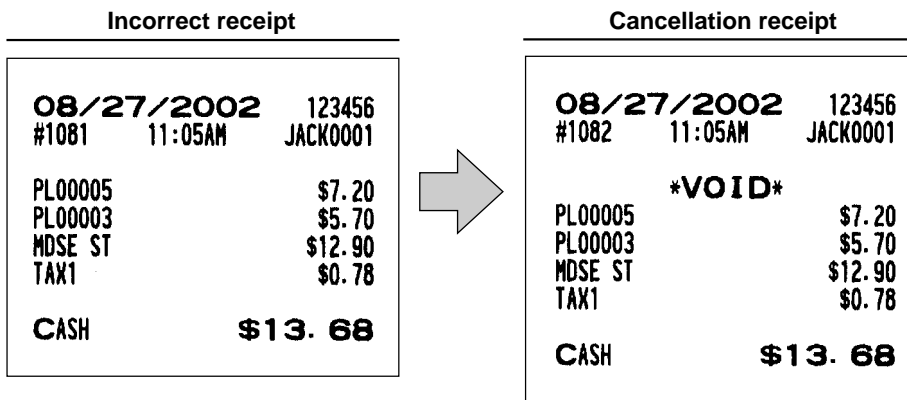 Incorrect receipt
08/27/2002 123456
#1081 11:05AM JACK0001
PL00005 $7.20
PL00003 $5.70
MDSE ST $12.90
TAX1 $0.78
CASH $13.68
Cancellation receipt
08/27/2002 123456
#1082 11:05AM JACK0001
*VOID*
PL00005 $7.20
PL00003 $5.70
MDSE ST $12.90
TAX1 $0.78
CASH $13.68